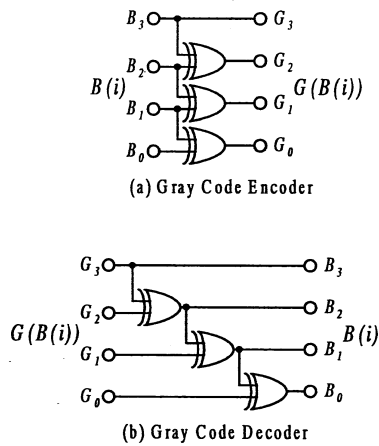 B3 G3
B2 G2
B(i) G(B(i))
B1 G1
B0 G0
(a) Gray Code Encoder
G3 B3
G2 B2
G(B(i)) B(i)
G1 B1
G0 B0
(b) Gray Code Decoder